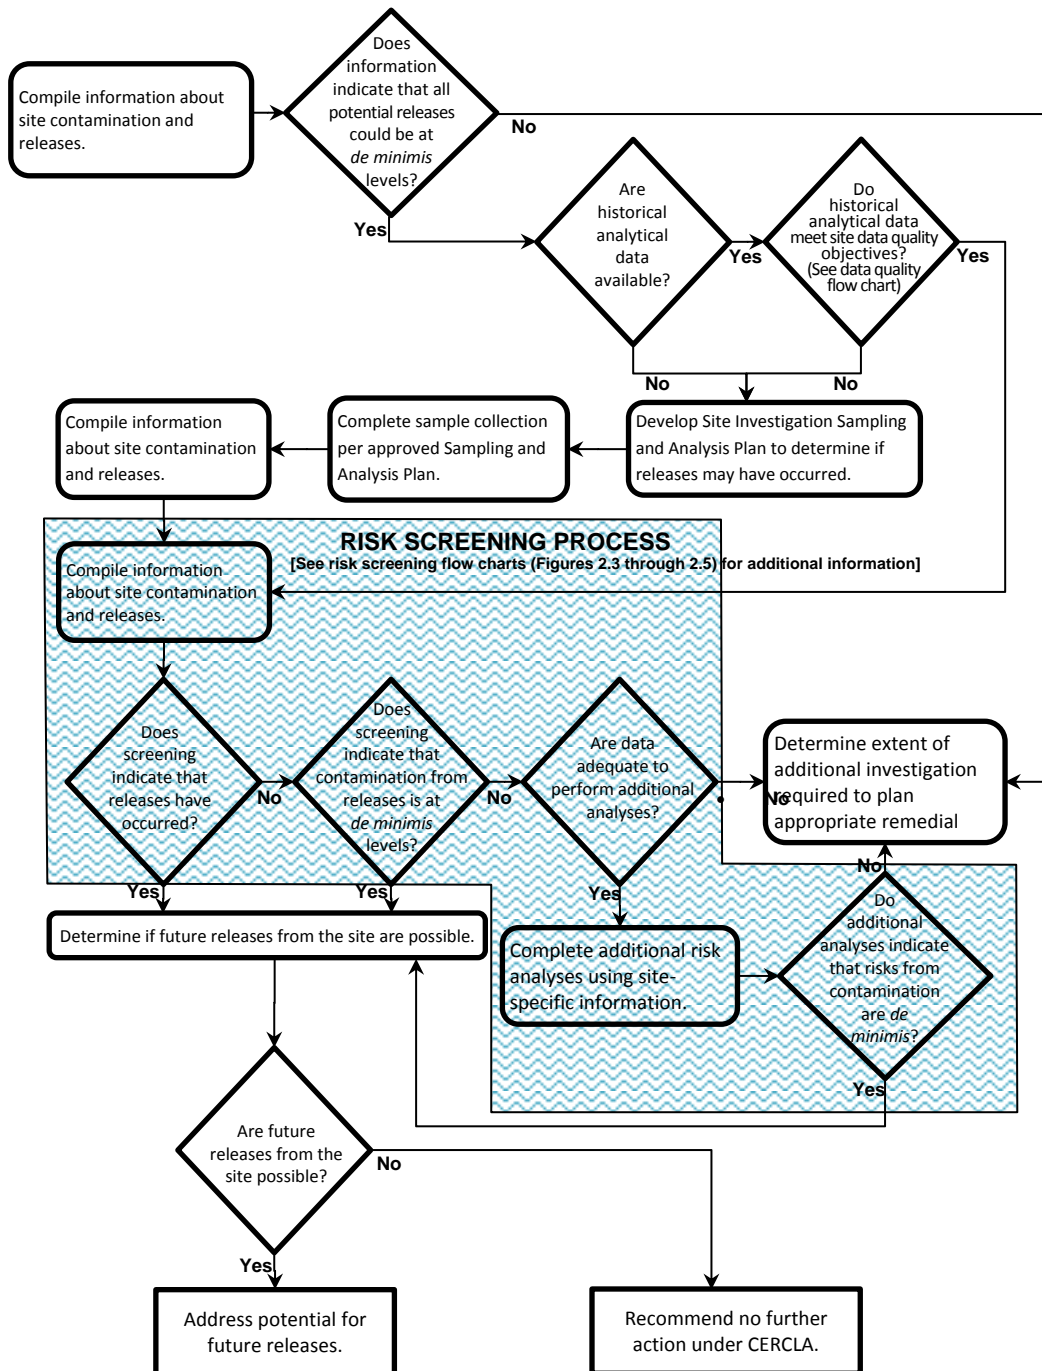 Compile information about
site contamination and
releases.
Does
information
indicate that all
potential releases
could be at
de minimis
levels?
No
Yes
Are
historical
analytical
data
available?
Yes
Do
historical
analytical data
meet site data quality
objectives?
(See data quality
flow chart)
Yes
No
No
Compile information
about site contamination
and releases.
Complete sample collection
per approved Sampling and
Analysis Plan.
Develop Site Investigation Sampling
and Analysis Plan to determine if
releases may have occurred.
RISK SCREENING PROCESS
[See risk screening flow charts (Figures 2.3 through 2.5) for additional information]
Compile information
about site contamination
and releases.
Does
screening
indicate that
releases have
occurred?
No
Yes
Does
screening
indicate that
contamination from
releases is at
de minimis
levels?
No
Yes
Are data
adequate to
perform additional
analyses?
No
Yes
Determine extent of
additional investigation
required to plan
appropriate remedial
No
Determine if future releases from the site are possible.
Complete additional risk
analyses using site-
specific information.
Do
additional
analyses indicate
that risks from
contamination
are de
minimis?
Yes
Are future
releases from the
site possible?
No
Yes
Address potential for
future releases.
Recommend no further
action under CERCLA.